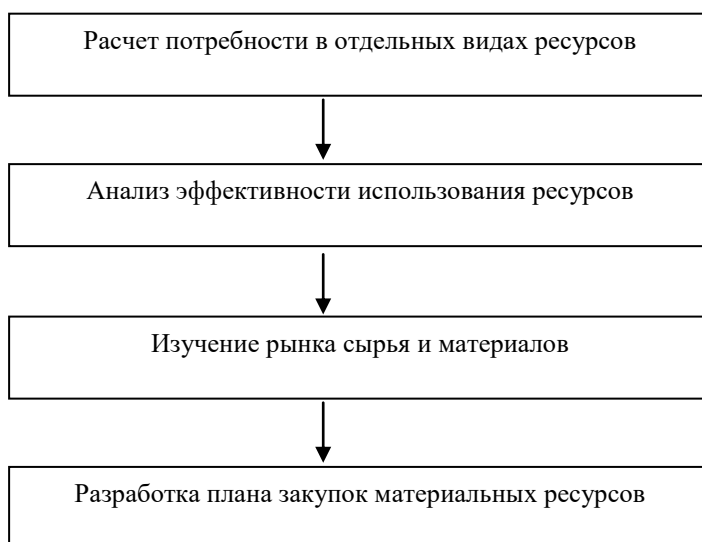 Расчет потребности в отдельных видах ресурсов
Анализ эффективности использования ресурсов
Изучение рынка сырья и материалов
Разработка плана закупок материальных ресурсов